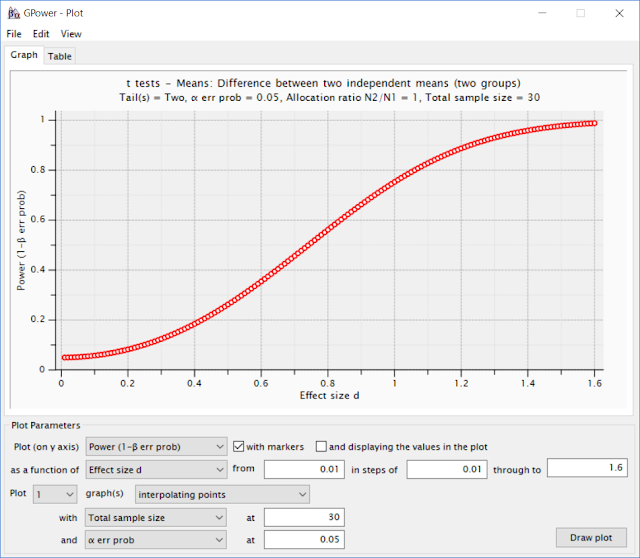 GPower - Plot
File Edit View
Graph Table
t tests – Means: Difference between two independent means (two groups)
Tail(s) = Two, α err prob = 0.05, Allocation ratio N2/N1 = 1, Total sample size = 30
1
0.8
0.6
0.4
0.2
0
Power (1-β err prob)
0 0.2 0.4 0.6 0.8 1 1.2 1.4 1.6
Effect size d
Plot Parameters
Plot (on y axis) Power (1-β err prob) with markers and displaying the values in the plot
as a function of Effect size d from 0.01 in steps of 0.01 through to 1.6
Plot 1 graph(s) interpolating points
with Total sample size at 30
and α err prob at 0.05
Draw plot